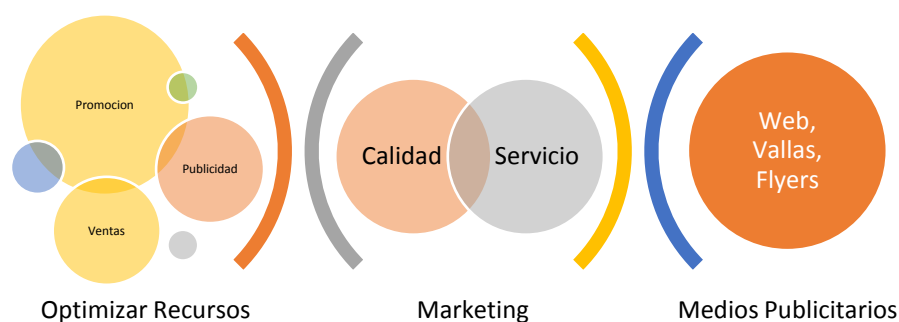 Promocion
Publicidad
Ventas
Optimizar Recursos
Calidad
Servicio
Marketing
Web,
Vallas,
Flyers
Medios Publicitarios